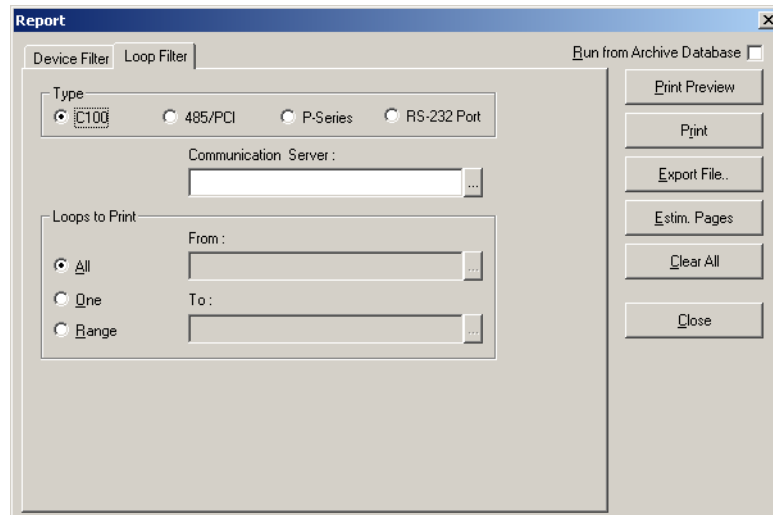 Report
Device Filter
Loop Filter
Run from Archive Database
Type
C100
485/PCI
P-Series
RS-232 Port
Communication Server :
...
Loops to Print
From :
All
...
One
To :
Range
...
Print Preview
Print
Export File..
Estim. Pages
Clear All
Close